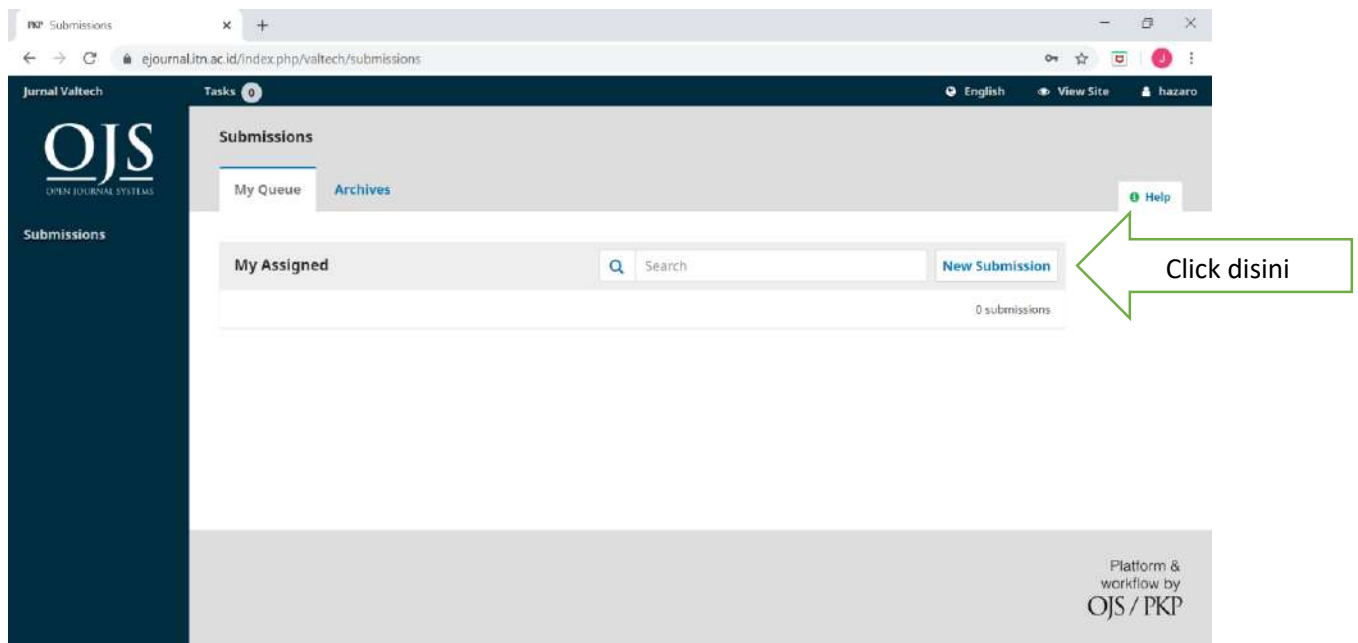 PKP Submissions
ejournal.itn.ac.id/index.php/valtech/submissions
J
Jurnal Valtech Tasks 0 English View Site hazaro
OJS
OPEN JOURNAL SYSTEMS
Submissions
My Queue Archives
Help
Submissions
My Assigned Search New Submission
Click disini
0 submissions
Platform &
workflow by
OJS / PKP